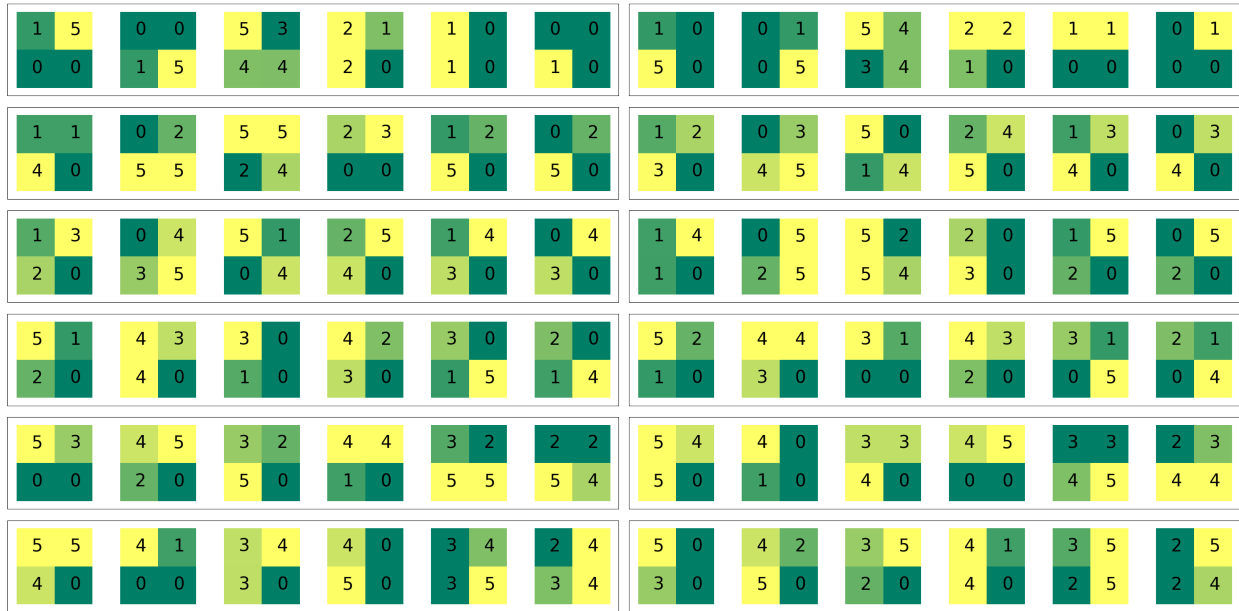 1 5 0 0 5 3 2 1 1 0 0 0 1 0 0 1 5 4 2 2 1 1 0 1
0 0 1 5 4 4 2 0 1 0 1 0 5 0 0 5 3 4 1 0 0 0 0 0
1 1 0 2 5 5 2 3 1 2 0 2 1 2 0 3 5 0 2 4 1 3 0 3
4 0 5 5 2 4 0 0 5 0 5 0 3 0 4 5 1 4 5 0 4 0 4 0
1 3 0 4 5 1 2 5 1 4 0 4 1 4 0 5 5 2 2 0 1 5 0 5
2 0 3 5 0 4 4 0 3 0 3 0 1 0 2 5 5 4 3 0 2 0 2 0
5 1 4 3 3 0 4 2 3 0 2 0 5 2 4 4 3 1 4 3 3 1 2 1
2 0 4 0 1 0 3 0 1 5 1 4 1 0 3 0 0 0 2 0 0 5 0 4
5 3 4 5 3 2 4 4 3 2 2 2 5 4 4 0 3 3 4 5 3 3 2 3
0 0 2 0 5 0 1 0 5 5 5 4 5 0 1 0 4 0 0 0 4 5 4 4
5 5 4 1 3 4 4 0 3 4 2 4 5 0 4 2 3 5 4 1 3 5 2 5
4 0 0 0 3 0 5 0 3 5 3 4 3 0 5 0 2 0 4 0 2 5 2 4